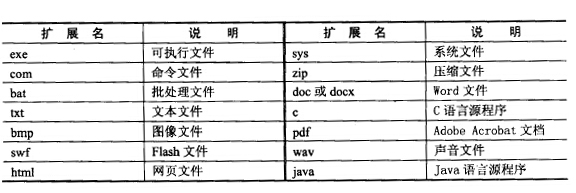 扩 展 名 说 明 扩 展 名 说 明
exe 可执行文件 sys 系统文件
com 命令文件 zip 压缩文件
bat 批处理文件 doc 或 docx Word 文件
txt 文本文件 c C 语言源程序
bmp 图像文件 pdf Adobe Acrobat 文档
swf Flash 文件 wav 声音文件
html 网页文件 java Java 语言源程序